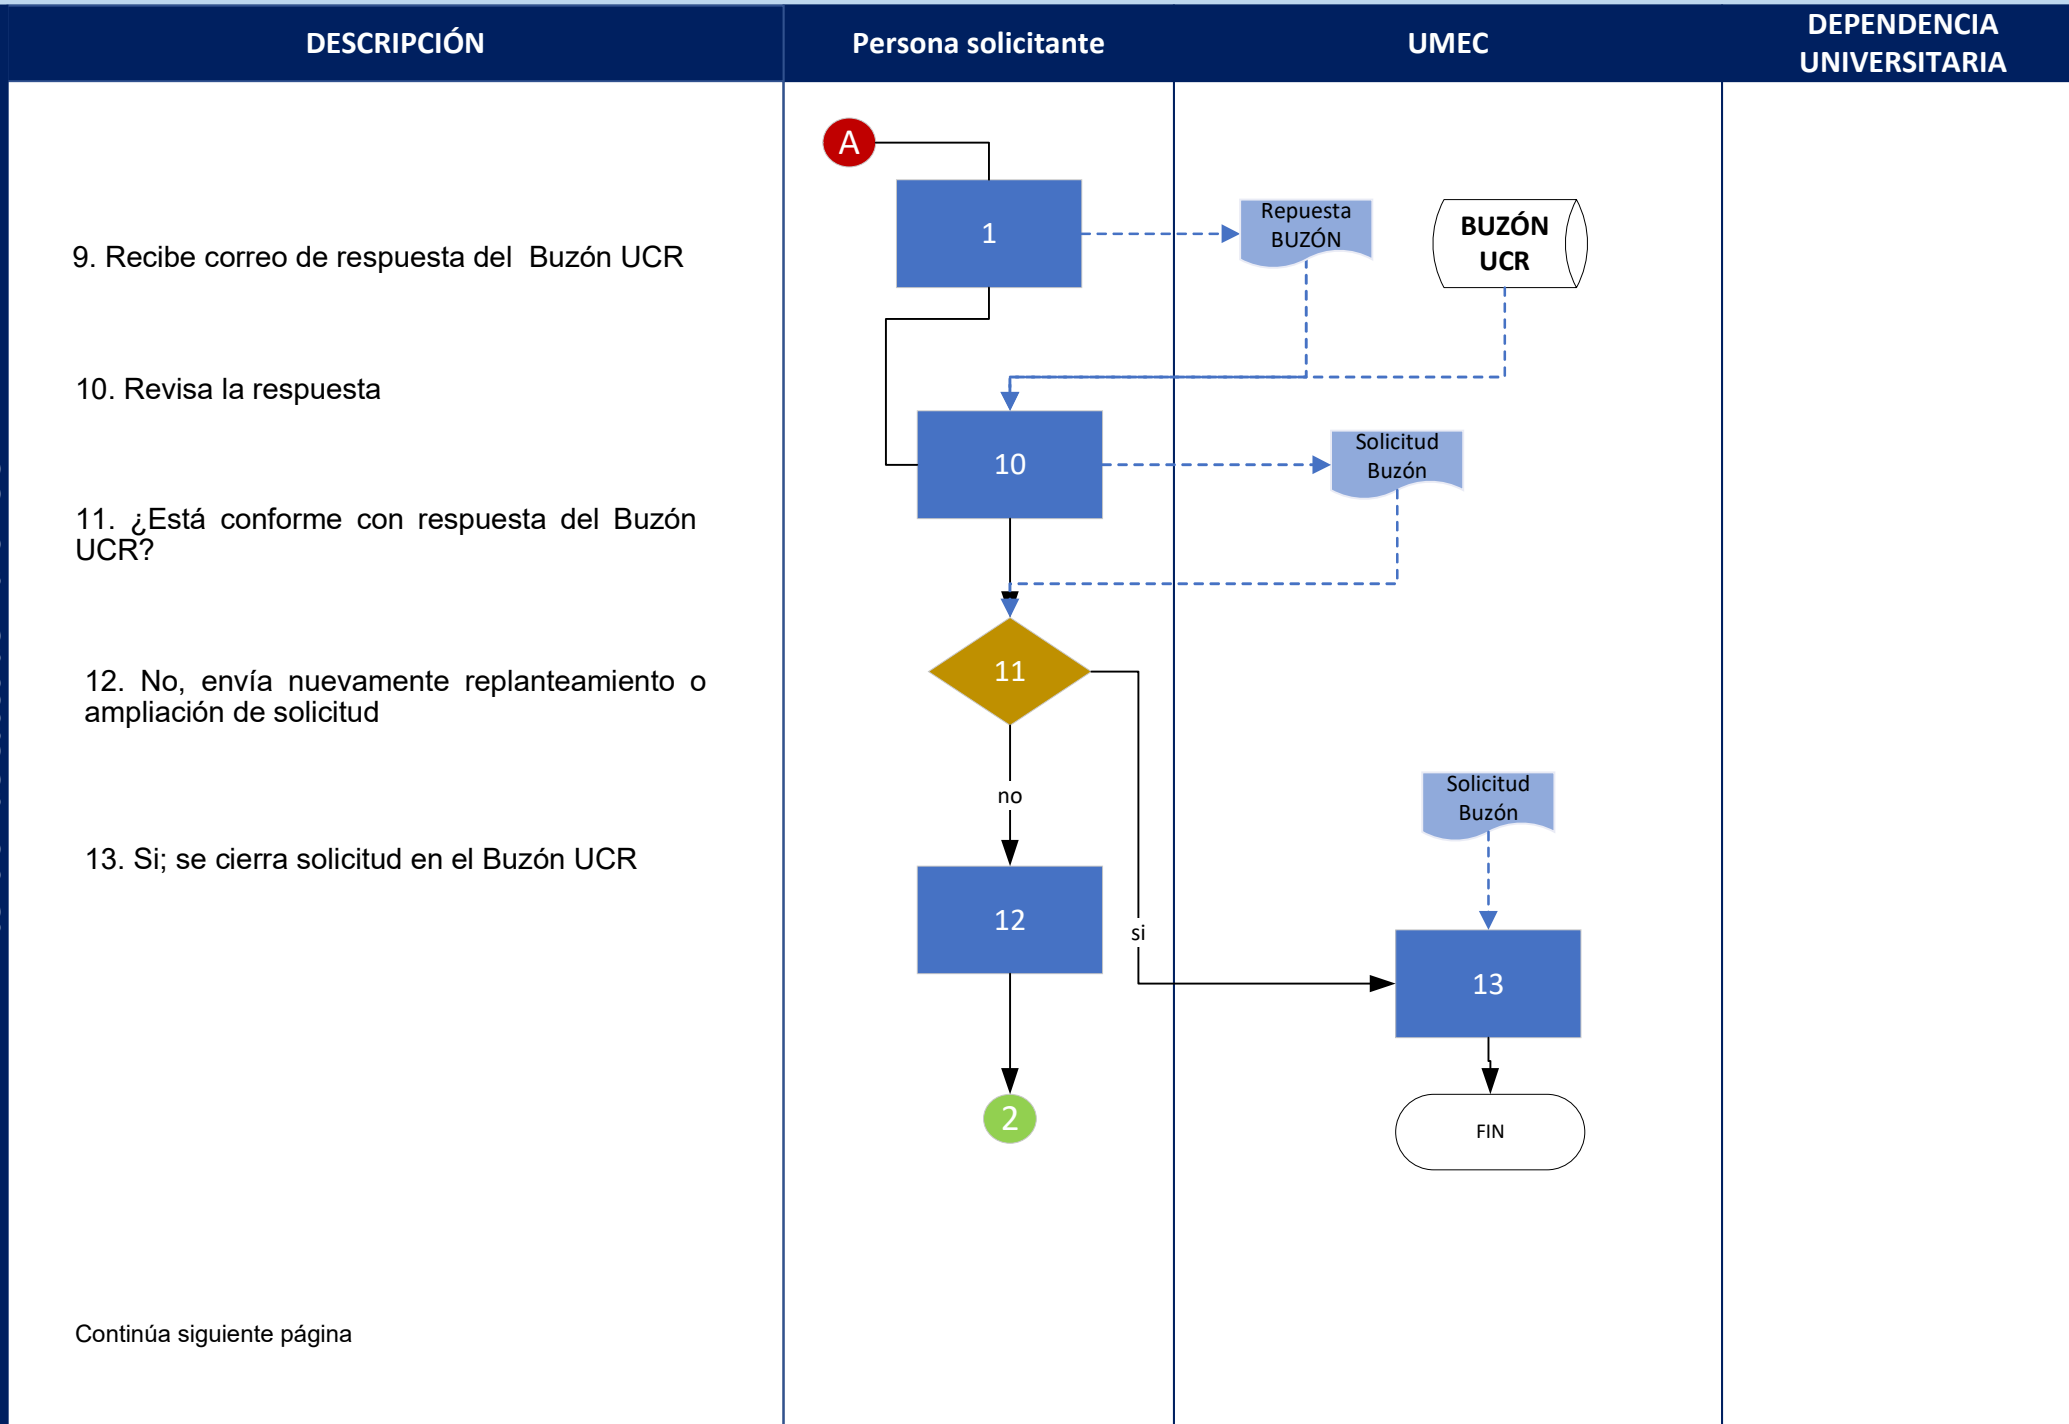 DESCRIPCIÓN
Persona solicitante
UMEC
DEPENDENCIA
UNIVERSITARIA
9. Recibe correo de respuesta del  Buzón UCR
10. Revisa la respuesta
11. ¿Está conforme con respuesta del Buzón
UCR?
12. No, envía nuevamente replanteamiento o
ampliación de solicitud
13. Si; se cierra solicitud en el Buzón UCR
Continúa siguiente página
A
1
Repuesta
BUZÓN
BUZÓN
UCR
10
Solicitud
Buzón
11
no
Solicitud
Buzón
12
si
13
2
FIN